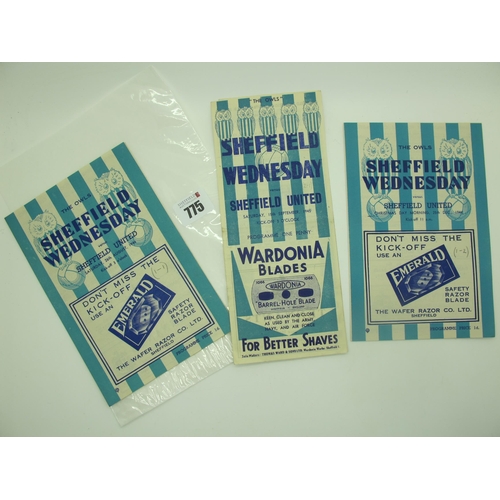 THE OWLS
SHEFFIELD
WEDNESDAY
SHEFFIELD UNITED
DON'T MISS THE
KICK-OFF
USE AN
EMERALD
SAFETY
RAZOR
BLADE
THE WAFER RAZOR CO. LTD.
SHEFFIELD
775
"THE OWLS"
SHEFFIELD
WEDNESDAY
SHEFFIELD UNITED
PROGRAMME ONE PENNY
WARDONIA
BLADES
WARDONIA
BARREL-HOLE BLADE
KEEN, CLEAN AND CLOSE
AS USED BY THE ARMY,
NAVY, AND AIR FORCE
FOR BETTER SHAVES
THE OWLS
SHEFFIELD
WEDNESDAY
SHEFFIELD UNITED
DON'T MISS THE
KICK-OFF
USE AN
EMERALD
(1-2)
SAFETY
RAZOR
BLADE
THE WAFER RAZOR CO. LTD.
SHEFFIELD